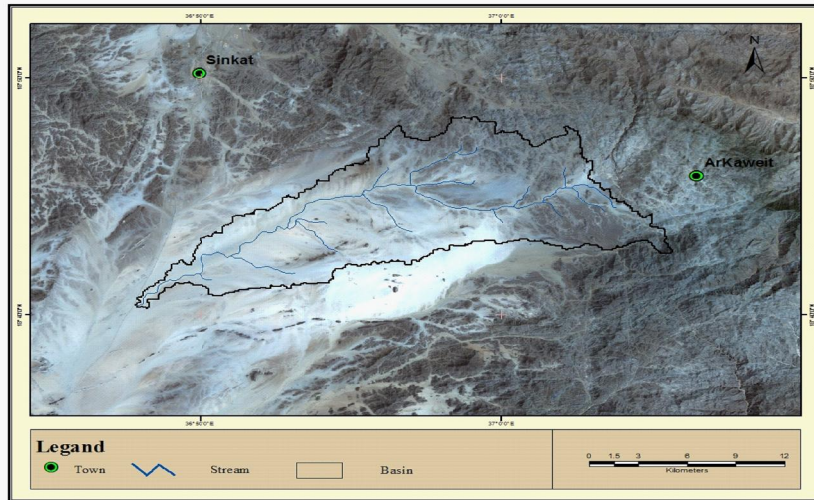 36°50'0"E 37°0'0"E
N
Sinkat
ArKaweit
36°50'0"E 37°0'0"E
Legand
Town Stream Basin
0 1.5 3 6 9 12
Kilometers